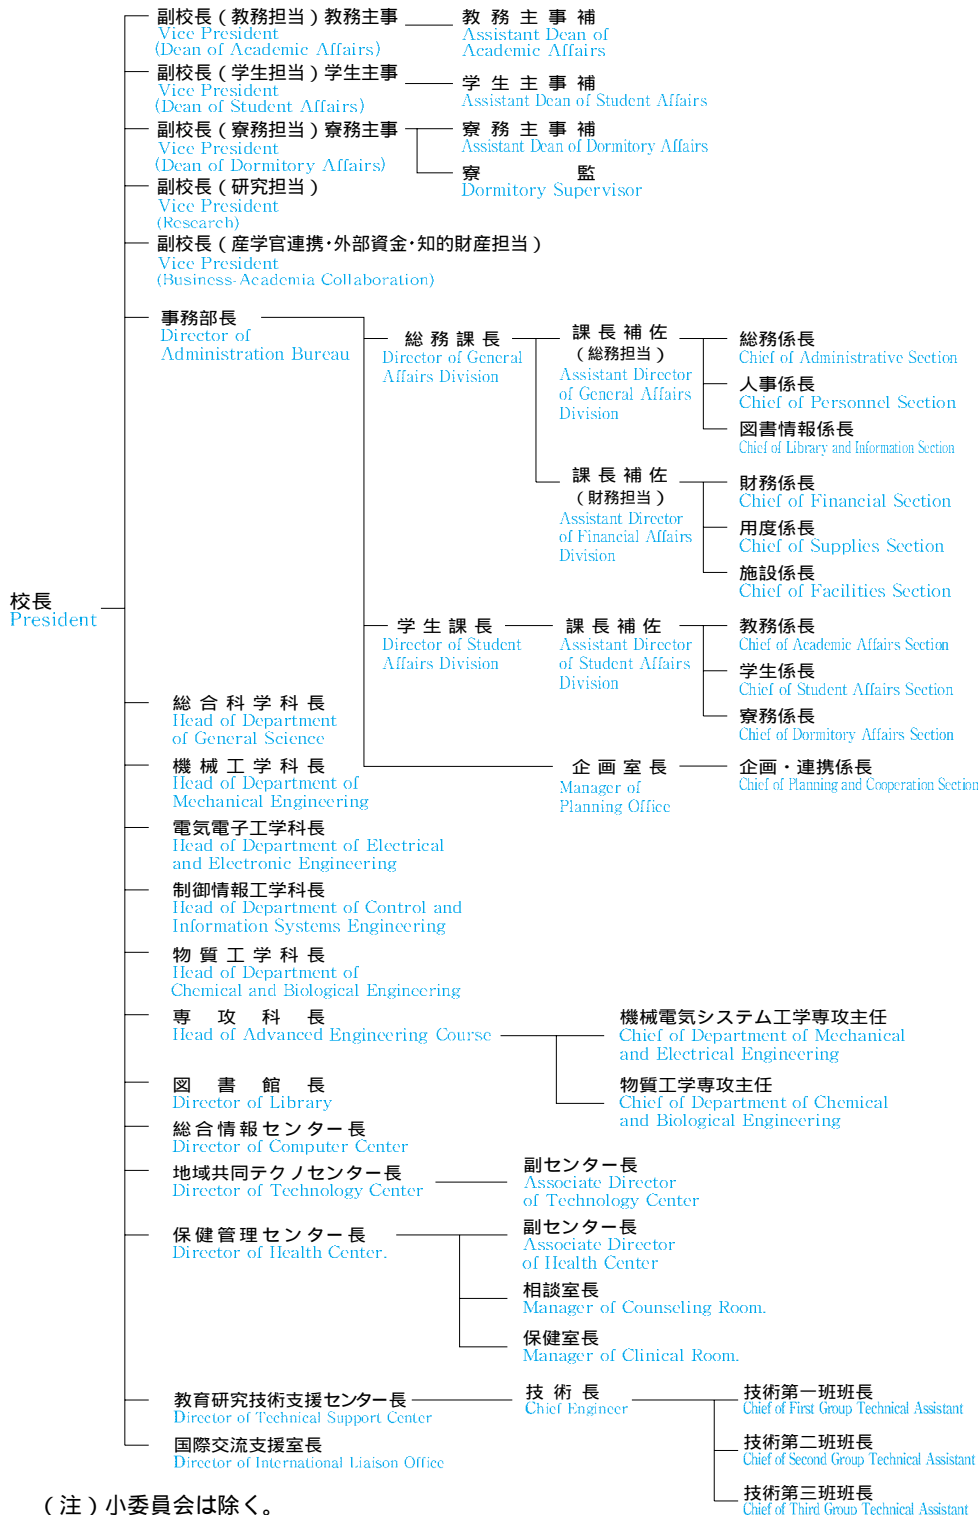 副校長（教務担当）教務主事
Vice President
(Dean of Academic Affairs)
教務主事補
Assistant Dean of
Academic Affairs
副校長（学生担当）学生主事
Vice President
(Dean of Student Affairs)
学生主事補
Assistant Dean of Student Affairs
副校長（寮務担当）寮務主事
Vice President
(Dean of Dormitory Affairs)
寮務主事補
Assistant Dean of Dormitory Affairs
寮監
Dormitory Supervisor
副校長（研究担当）
Vice President
(Research)
副校長（産学官連携・外部資金・知的財産担当）
Vice President
(Business-Academia Collaboration)
事務部長
Director of
Administration Bureau
総務課長
Director of General
Affairs Division
課長補佐
（総務担当）
Assistant Director
of General Affairs
Division
総務係長
Chief of Administrative Section
人事係長
Chief of Personnel Section
図書情報係長
Chief of Library and Information Section
課長補佐
（財務担当）
Assistant Director
of Financial Affairs
Division
財務係長
Chief of Financial Section
用度係長
Chief of Supplies Section
施設係長
Chief of Facilities Section
校長
President
学生課長
Director of Student
Affairs Division
課長補佐
Assistant Director
of Student Affairs
Division
教務係長
Chief of Academic Affairs Section
学生係長
Chief of Student Affairs Section
寮務係長
Chief of Dormitory Affairs Section
企画室長
Manager of
Planning Office
企画・連携係長
Chief of Planning and Cooperation Section
総合科学科長
Head of Department
of General Science
機械工学科長
Head of Department of
Mechanical Engineering
電気電子工学科長
Head of Department of Electrical
and Electronic Engineering
制御情報工学科長
Head of Department of Control and
Information Systems Engineering
物質工学科長
Head of Department of
Chemical and Biological Engineering
専攻科長
Head of Advanced Engineering Course
機械電気システム工学専攻主任
Chief of Department of Mechanical
and Electrical Engineering
物質工学専攻主任
Chief of Department of Chemical
and Biological Engineering
図書館長
Director of Library
総合情報センター長
Director of Computer Center
地域共同テクノセンター長
Director of Technology Center
副センター長
Associate Director
of Technology Center
保健管理センター長
Director of Health Center.
副センター長
Associate Director
of Health Center
相談室長
Manager of Counseling Room.
保健室長
Manager of Clinical Room.
教育研究技術支援センター長
Director of Technical Support Center
技術長
Chief Engineer
技術第一班班長
Chief of First Group Technical Assistant
技術第二班班長
Chief of Second Group Technical Assistant
技術第三班班長
Chief of Third Group Technical Assistant
国際交流支援室長
Director of International Liaison Office
（注）小委員会は除く。